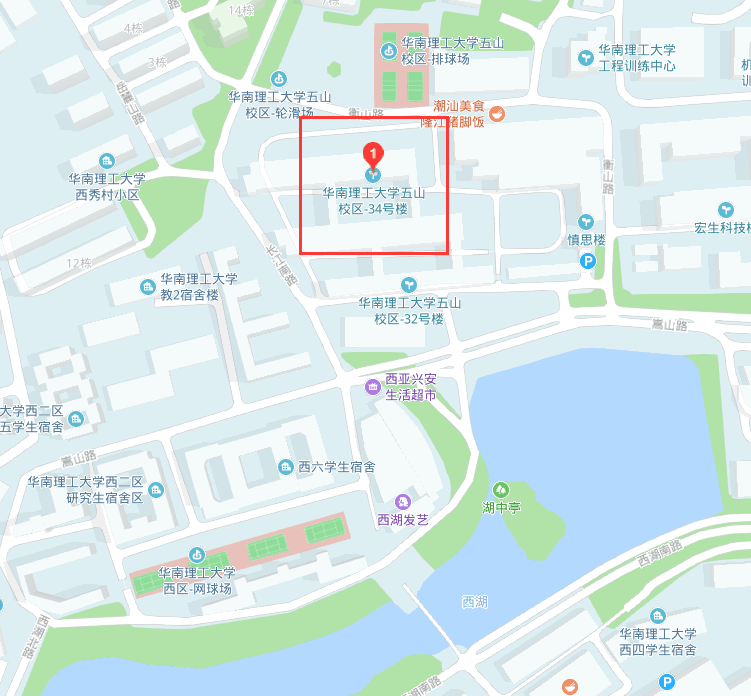 14栋
4栋
3栋
岳麓山路
华南理工大学五山
校区-排球场
华南理工大学
工程训练中心
机
训
华南理工大学五山
校区-轮滑场
衡山路
潮汕美食
隆江猪脚饭
1
华南理工大学
西秀村小区
华南理工大学五山
校区-34号楼
衡山路
宏生科技楼
慎思楼
P
12栋
长江南路
华南理工大学
教2宿舍楼
华南理工大学五山
校区-32号楼
嵩山路
西亚兴安
生活超市
大学西二区
五学生宿舍
嵩山路
华南理工大学西二区
研究生宿舍区
西六学生宿舍
西湖发艺
湖中亭
西湖南路
华南理工大学
西区-网球场
西湖
西湖北路
华南理工大学
西四学生宿舍
西湖南路
P